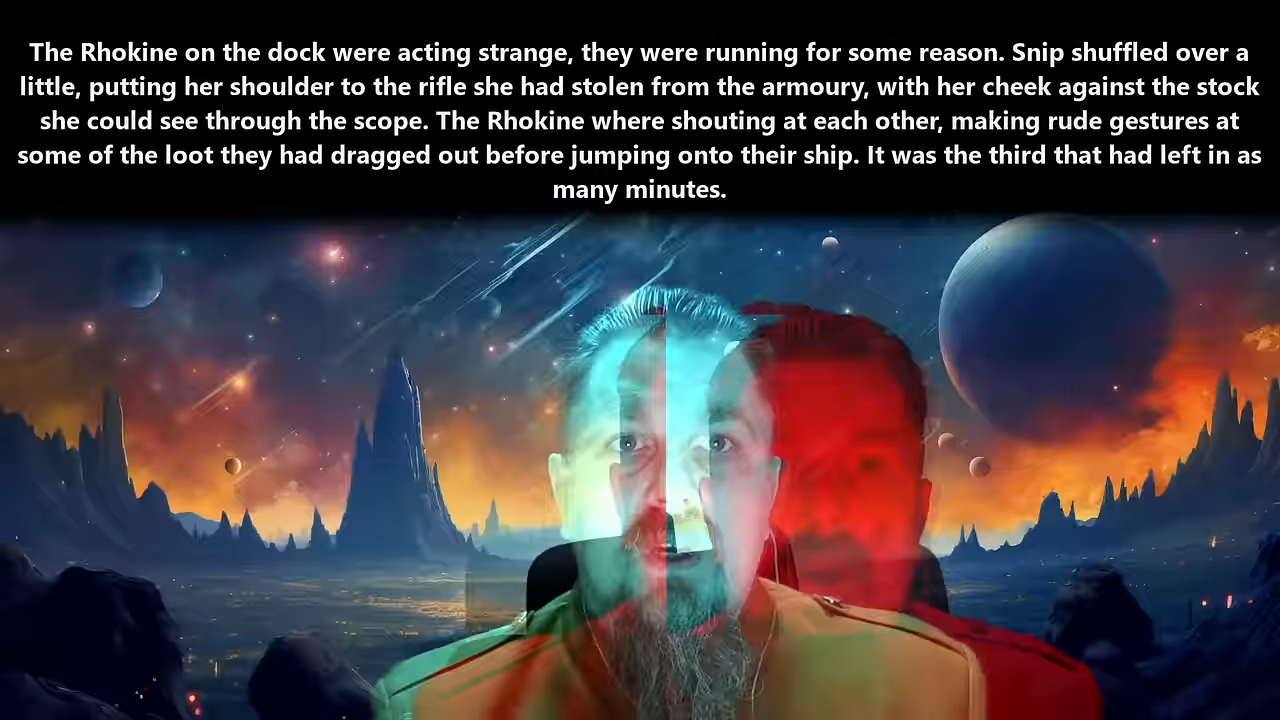 The Rhokine on the dock were acting strange, they were running for some reason. Snip shuffled over a
little, putting her shoulder to the rifle she had stolen from the armoury, with her cheek against the stock
she could see through the scope. The Rhokine where shouting at each other, making rude gestures at
some of the loot they had dragged out before jumping onto their ship. It was the third that had left in as
many minutes.